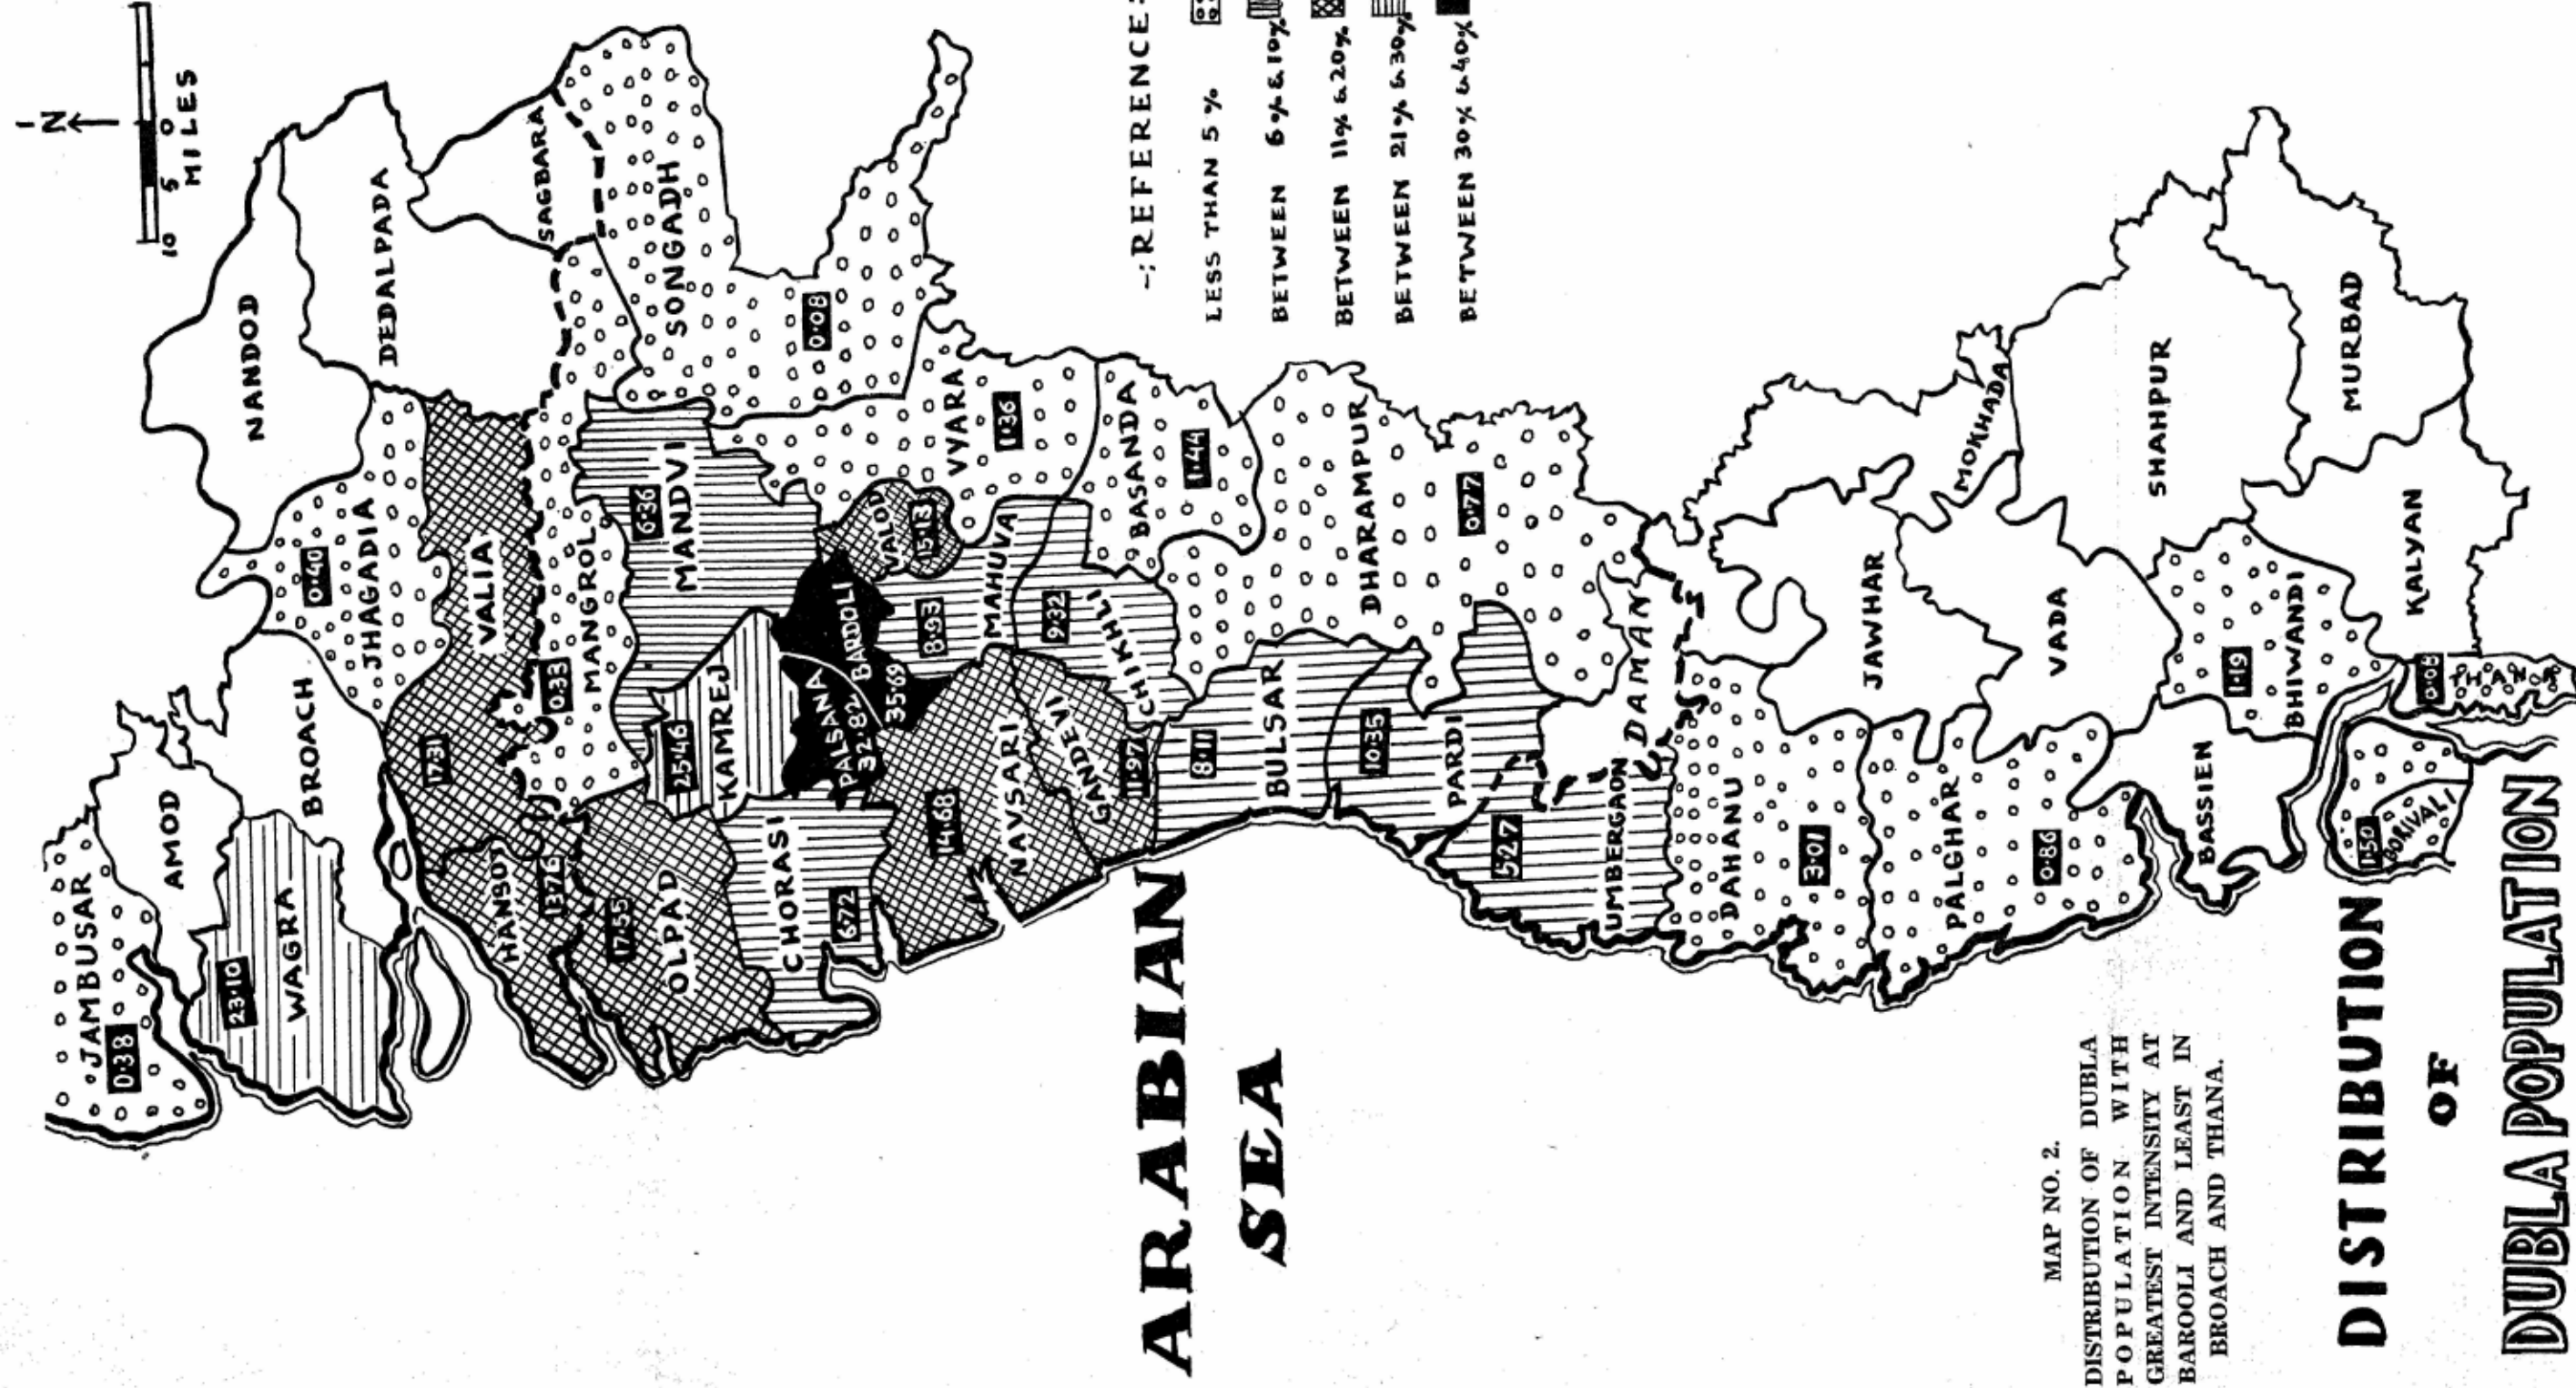 N
10 5 0
MILES
NANDOD
DEDALPADA
SAGBARA
JAMBUSAR
0·38
AMOD
BROACH
WAGRA
23·10
JHAGADIA
0·40
VALIA
17·31
HANSOT
13·76
MANGROL
0·33
SONGADH
0·08
OLPAD
17·55
MANDVI
6·36
KAMREJ
25·46
CHORASI
6·72
PALSANA
32·82
BARDOLI
35·69
VALOD
15·13
VYARA
1·36
MAHUVA
8·93
NAVSARI
14·68
GANDEVI
11·97
CHIKHLI
9·32
BASANDA
1·44
BULSAR
8·11
DHARAMPUR
0·77
PARDI
10·35
DAMAN
UMBERGAON
5·27
DAHANU
3·07
JAWHAR
MOKHADA
PALGHAR
0·86
VADA
SHAHPUR
BASSIEN
BHIWANDI
1·19
MURBAD
KALYAN
THANA
0·08
BORIVALI
1·50
ARABIAN
SEA
-:REFERENCE:
LESS THAN 5 %
BETWEEN 6% & 10%
BETWEEN 11% & 20%
BETWEEN 21% & 30%
BETWEEN 30% & 40%
MAP NO. 2.
DISTRIBUTION OF DUBLA
POPULATION WITH
GREATEST INTENSITY AT
BAROOLI AND LEAST IN
BROACH AND THANA.
DISTRIBUTION
OF
DUBLA POPULATION